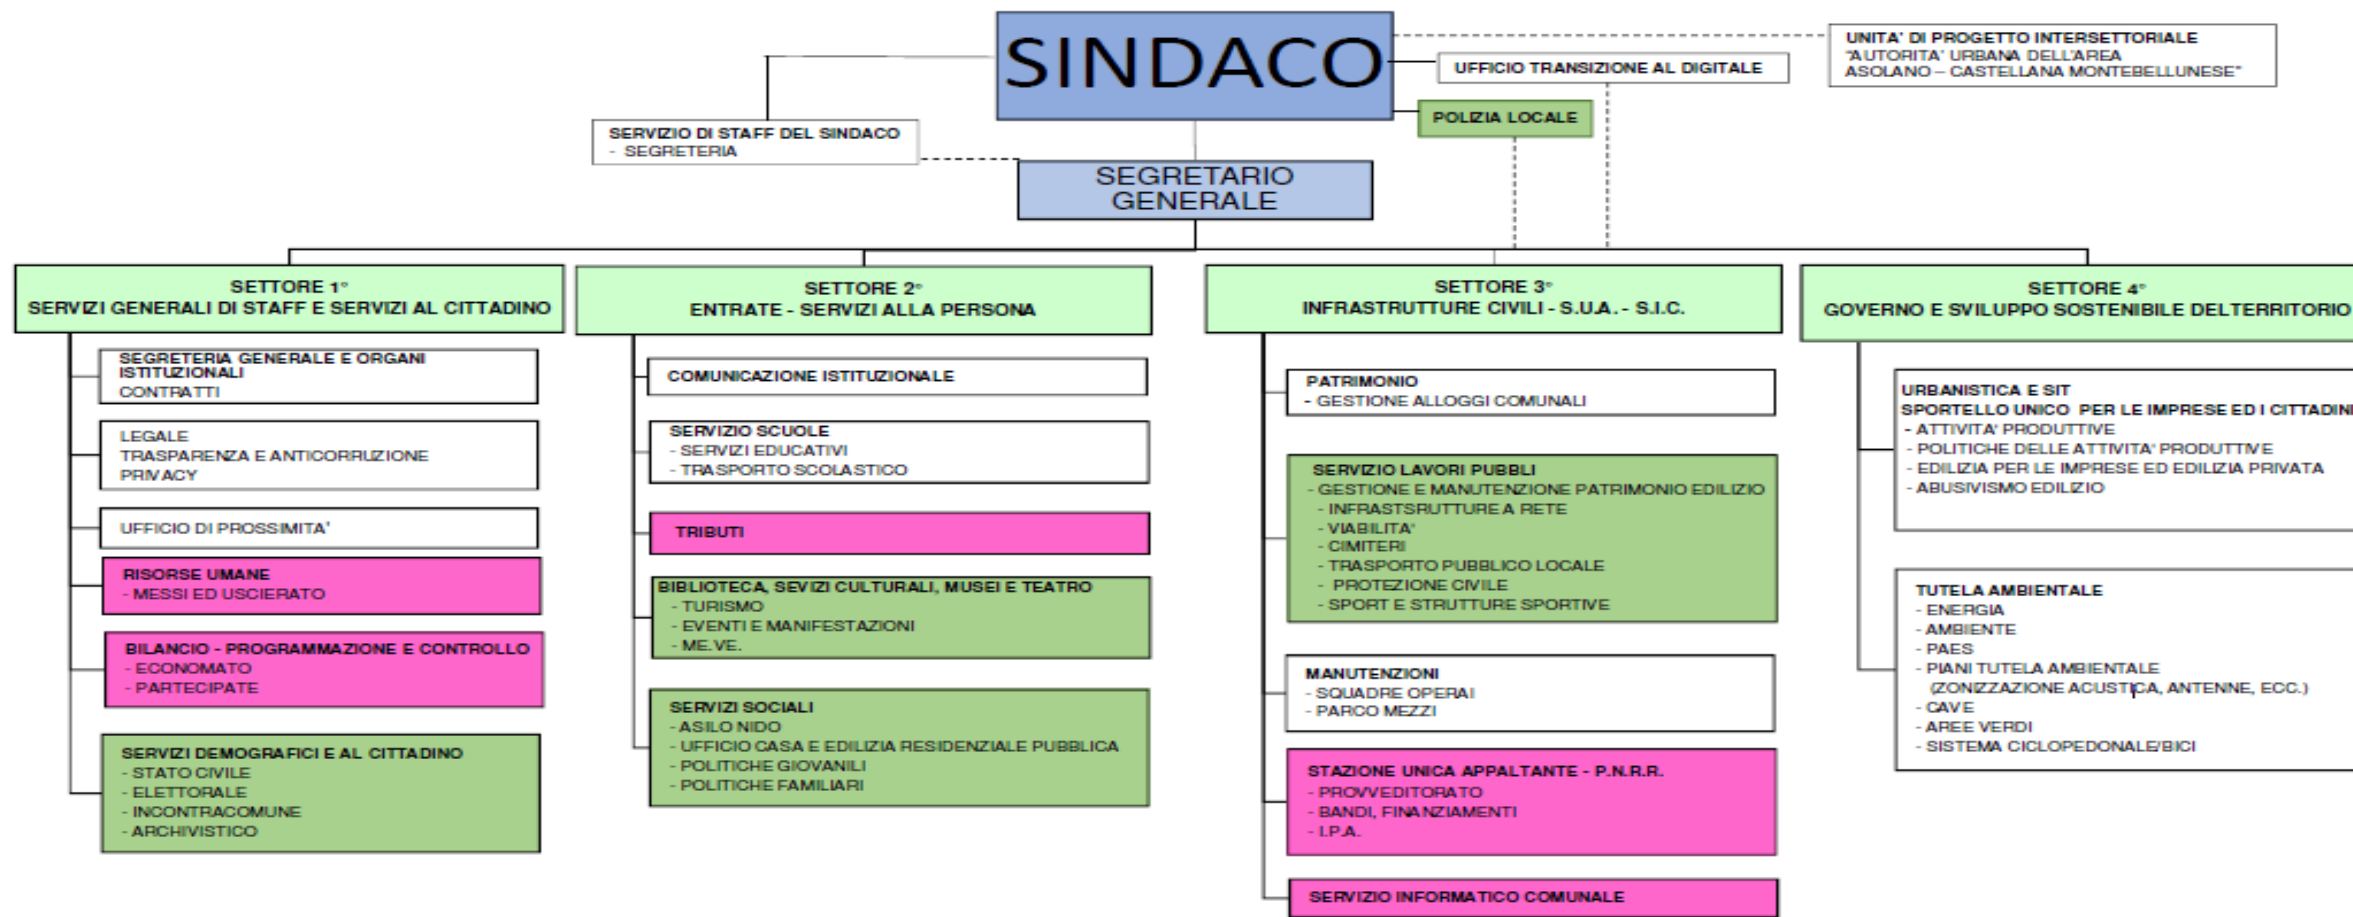 SINDACO
UNITA' DI PROGETTO INTERSETTORIALE
"AUTORITA' URBANA DELL'AREA
ASOLANO – CASTELLANA MONTEBELLUNESE"
UFFICIO TRANSIZIONE AL DIGITALE
POLIZIA LOCALE
SERVIZIO DI STAFF DEL SINDACO
- SEGRETERIA
SEGRETARIO
GENERALE
SETTORE 1°
SERVIZI GENERALI DI STAFF E SERVIZI AL CITTADINO
SEGRETERIA GENERALE E ORGANI
ISTITUZIONALI
CONTRATTI
LEGALE
TRASPARENZA E ANTICORRUZIONE
PRIVACY
UFFICIO DI PROSSIMITA'
RISORSE UMANE
- MESSI ED USCIERATO
BILANCIO - PROGRAMMAZIONE E CONTROLLO
- ECONOMATO
- PARTECIPATE
SERVIZI DEMOGRAFICI E AL CITTADINO
- STATO CIVILE
- ELETTORALE
- INCONTRACOMUNE
- ARCHIVISTICO
SETTORE 2°
ENTRATE - SERVIZI ALLA PERSONA
COMUNICAZIONE ISTITUZIONALE
SERVIZIO SCUOLE
- SERVIZI EDUCATIVI
- TRASPORTO SCOLASTICO
TRIBUTI
BIBLIOTECA, SEVIZI CULTURALI, MUSEI E TEATRO
- TURISMO
- EVENTI E MANIFESTAZIONI
- ME.VE.
SERVIZI SOCIALI
- ASILO NIDO
- UFFICIO CASA E EDILIZIA RESIDENZIALE PUBBLICA
- POLITICHE GIOVANILI
- POLITICHE FAMILIARI
SETTORE 3°
INFRASTRUTTURE CIVILI - S.U.A. - S.I.C.
PATRIMONIO
- GESTIONE ALLOGGI COMUNALI
SERVIZIO LAVORI PUBBLI
- GESTIONE E MANUTENZIONE PATRIMONIO EDILIZIO
- INFRASTSRUTTURE A RETE
- VIABILITA'
- CIMITERI
- TRASPORTO PUBBLICO LOCALE
- PROTEZIONE CIVILE
- SPORT E STRUTTURE SPORTIVE
MANUTENZIONI
- SQUADRE OPERAI
- PARCO MEZZI
STAZIONE UNICA APPALTANTE - P.N.R.R.
- PROVVEDITORATO
- BANDI, FINANZIAMENTI
- I.P.A.
SERVIZIO INFORMATICO COMUNALE
SETTORE 4°
GOVERNO E SVILUPPO SOSTENIBILE DELTERRITORIO
URBANISTICA E SIT
SPORTELLO UNICO PER LE IMPRESE ED I CITTADINI
- ATTIVITA' PRODUTTIVE
- POLITICHE DELLE ATTIVITA' PRODUTTIVE
- EDILIZIA PER LE IMPRESE ED EDILIZIA PRIVATA
- ABUSIVISMO EDILIZIO
TUTELA AMBIENTALE
- ENERGIA
- AMBIENTE
- PAES
- PIANI TUTELA AMBIENTALE
(ZONIZZAZIONE ACUSTICA, ANTENNE, ECC.)
- CAVE
- AREE VERDI
- SISTEMA CICLOPEDONALE/BICI